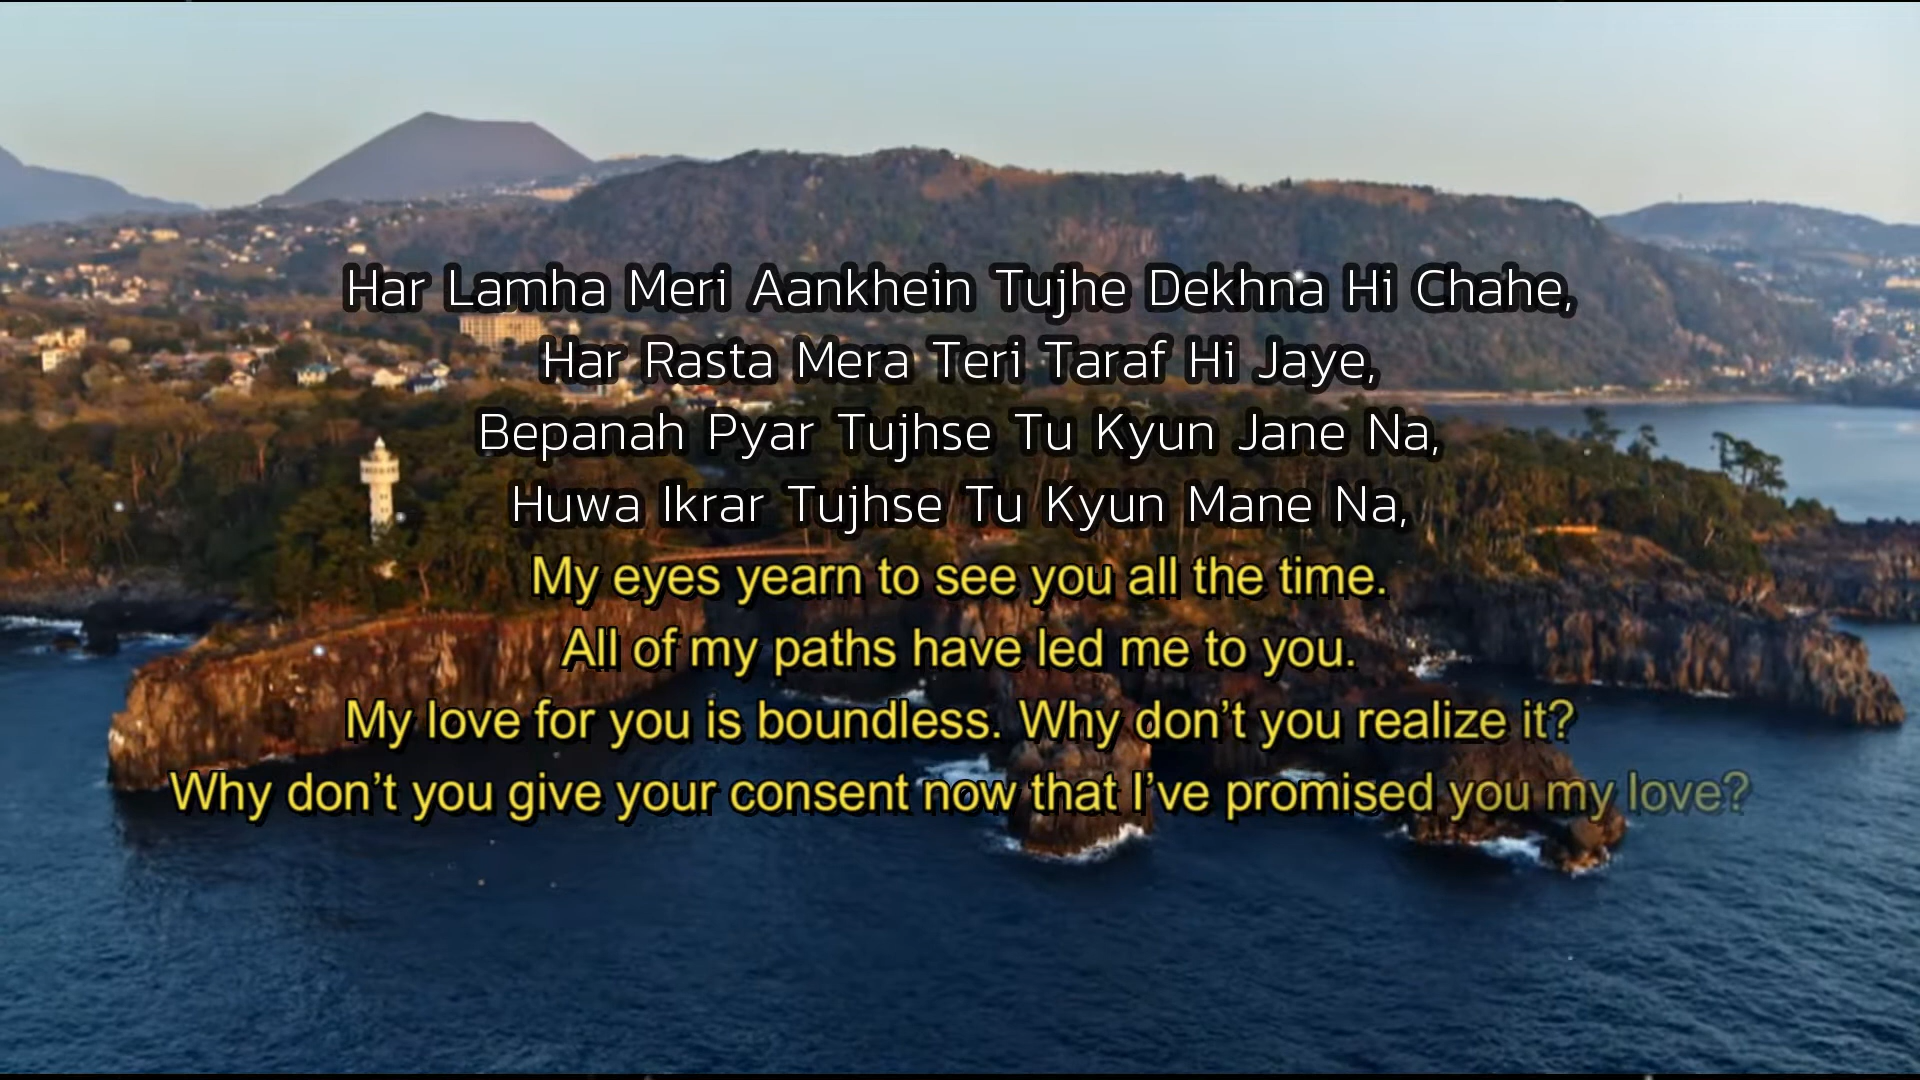 Har Lamha Meri Aankhein Tujhe Dekhna Hi Chahe,
Har Rasta Mera Teri Taraf Hi Jaye,
Bepanah Pyar Tujhse Tu Kyun Jane Na,
Huwa Ikrar Tujhse Tu Kyun Mane Na,
My eyes yearn to see you all the time.
All of my paths have led me to you.
My love for you is boundless. Why don’t you realize it?
Why don’t you give your consent now that I’ve promised you my love?